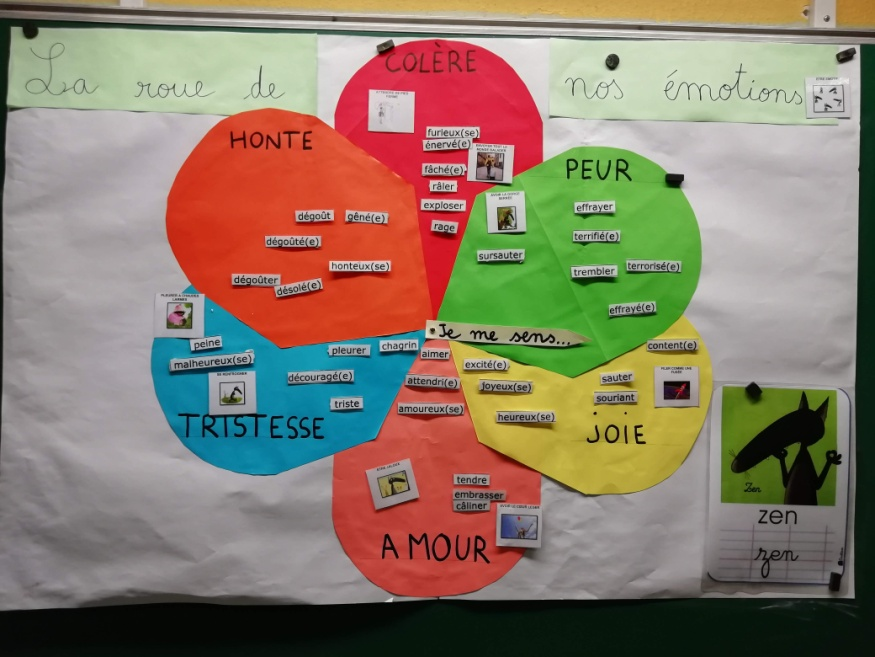 La roue de
nos émotions
COLÈRE
furieux(se)
énervé(e)
fâché(e)
râler
exploser
rage
HONTE
dégoût
gêné(e)
dégoûté(e)
honteux(se)
dégoûter
désolé(e)
PEUR
effrayer
terrifié(e)
sursauter
trembler
terrorisé(e)
effrayé(e)
Je me sens...
TRISTESSE
peine
malheureux(se)
pleurer
chagrin
découragé(e)
triste
AMOUR
aimer
attendri(e)
amoureux(se)
tendre
embrasser
câliner
JOIE
content(e)
excité(e)
joyeux(se)
sauter
souriant
heureux(se)
Zen
zen
zen